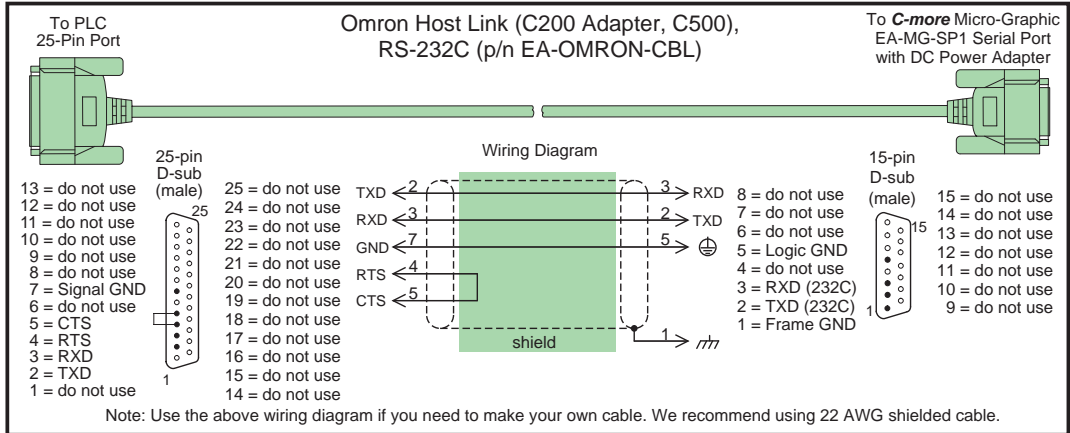 To PLC
25-Pin Port
Omron Host Link (C200 Adapter, C500),
RS-232C (p/n EA-OMRON-CBL)
To C-more Micro-Graphic
EA-MG-SP1 Serial Port
with DC Power Adapter
25-pin
D-sub
(male)
25
1
13 = do not use
12 = do not use
11 = do not use
10 = do not use
9 = do not use
8 = do not use
7 = Signal GND
6 = do not use
5 = CTS
4 = RTS
3 = RXD
2 = TXD
1 = do not use
25 = do not use
24 = do not use
23 = do not use
22 = do not use
21 = do not use
20 = do not use
19 = do not use
18 = do not use
17 = do not use
16 = do not use
15 = do not use
14 = do not use
Wiring Diagram
TXD 2 3 RXD
RXD 3 2 TXD
GND 7 5
RTS 4
CTS 5
shield
1
8 = do not use
7 = do not use
6 = do not use
5 = Logic GND
4 = do not use
3 = RXD (232C)
2 = TXD (232C)
1 = Frame GND
15-pin
D-sub
(male)
15
1
15 = do not use
14 = do not use
13 = do not use
12 = do not use
11 = do not use
10 = do not use
9 = do not use
Note: Use the above wiring diagram if you need to make your own cable. We recommend using 22 AWG shielded cable.